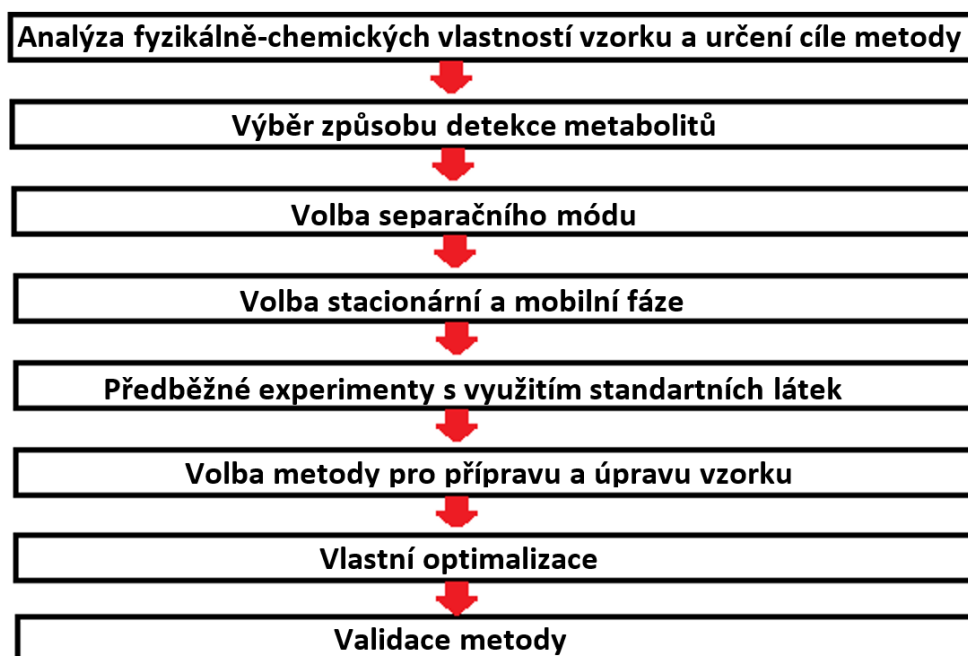 Analýza fyzikálně-chemických vlastností vzorku a určení cíle metody
Výběr způsobu detekce metabolitů
Volba separačního módu
Volba stacionární a mobilní fáze
Předběžné experimenty s využitím standartních látek
Volba metody pro přípravu a úpravu vzorku
Vlastní optimalizace
Validace metody